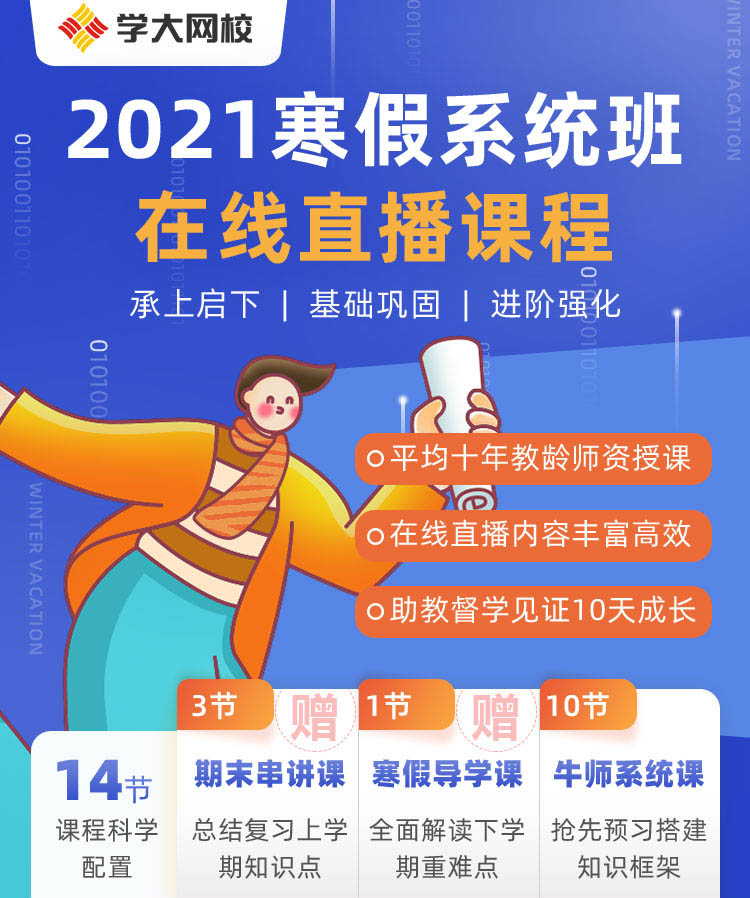 学大网校
2021寒假系统班
在线直播课程
承上启下 | 基础巩固 | 进阶强化
WINTER VACATION
010100110101
010100
WINTER VACATION
平均十年教龄师资授课
在线直播内容丰富高效
助教督学见证10天成长
14节
课程科学
配置
3节
赠
期末串讲课
总结复习上学
期知识点
1节
赠
寒假导学课
全面解读下学
期重难点
10节
牛师系统课
抢先预习搭建
知识框架